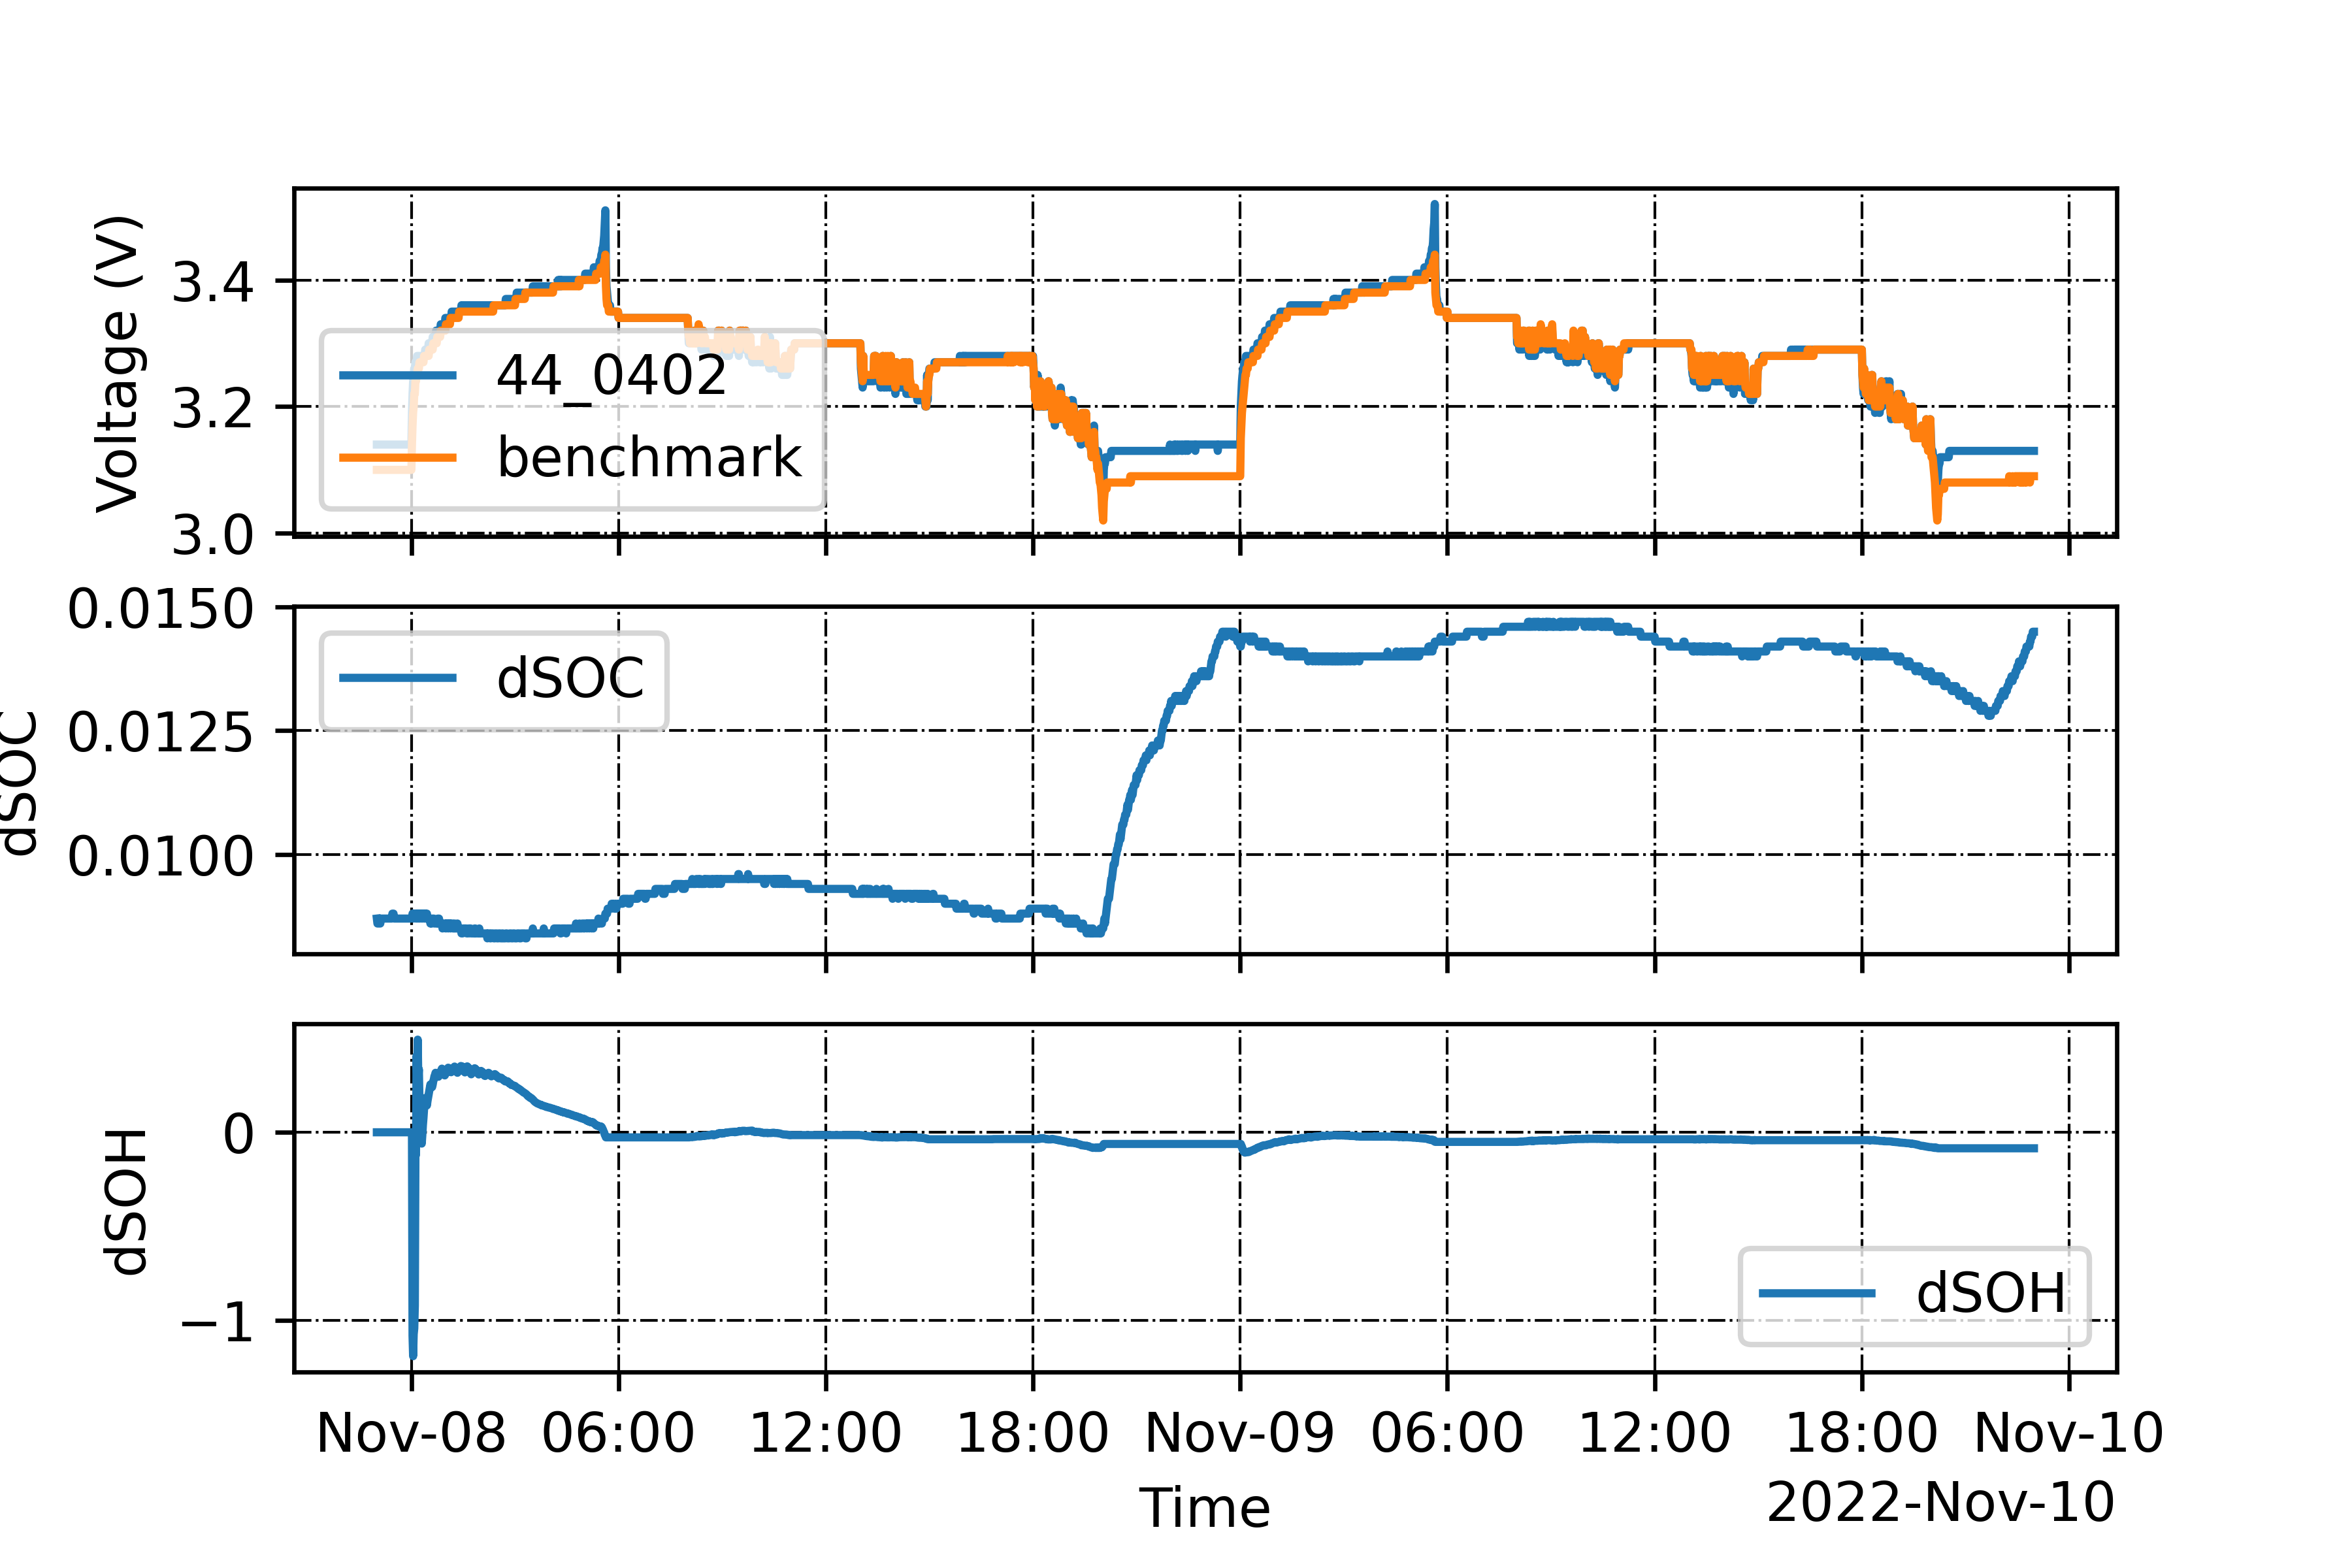 Voltage (V)
3.4
3.2
3.0
44_0402
benchmark
dSOC
0.0150
0.0125
0.0100
dSOC
dSOH
0
−1
dSOH
Nov-08 06:00 12:00 18:00 Nov-09 06:00 12:00 18:00 Nov-10
Time
2022-Nov-10